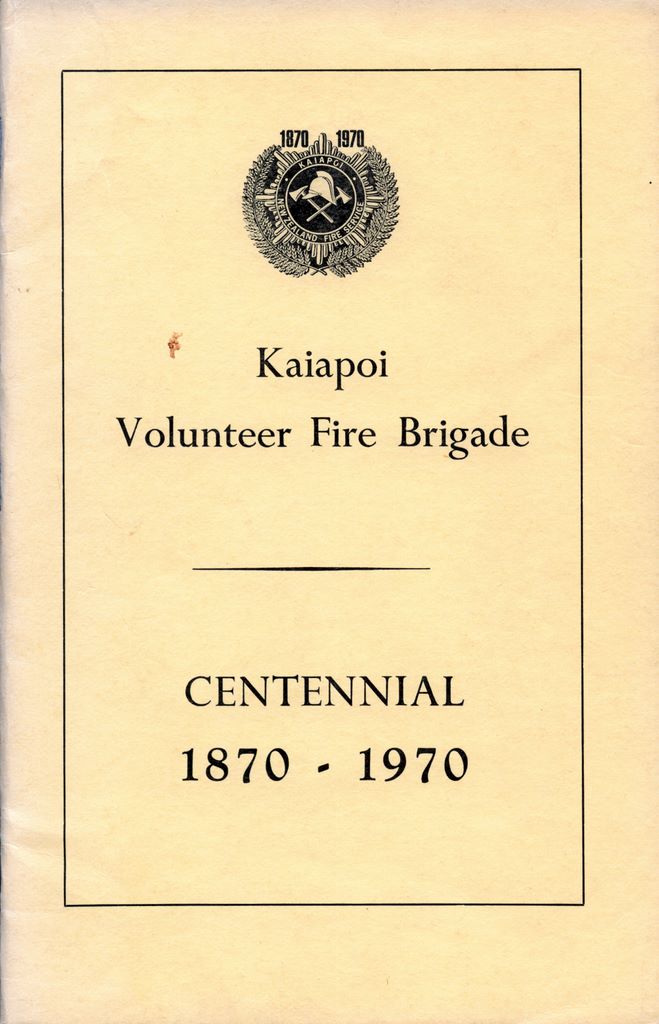 1870 1970
KAIAPOI
NEW ZEALAND FIRE SERVICE
Kaiapoi
Volunteer Fire Brigade
CENTENNIAL
1870 - 1970